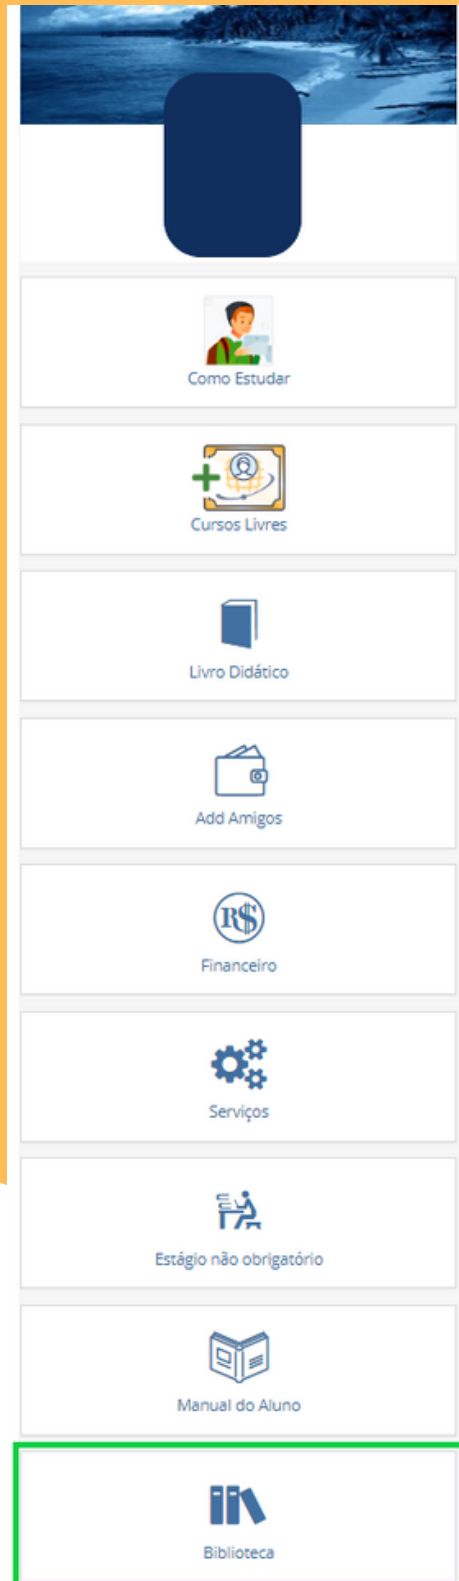 Como Estudar
Cursos Livres
Livro Didático
Add Amigos
R$
Financeiro
Serviços
Estágio não obrigatório
Manual do Aluno
Biblioteca